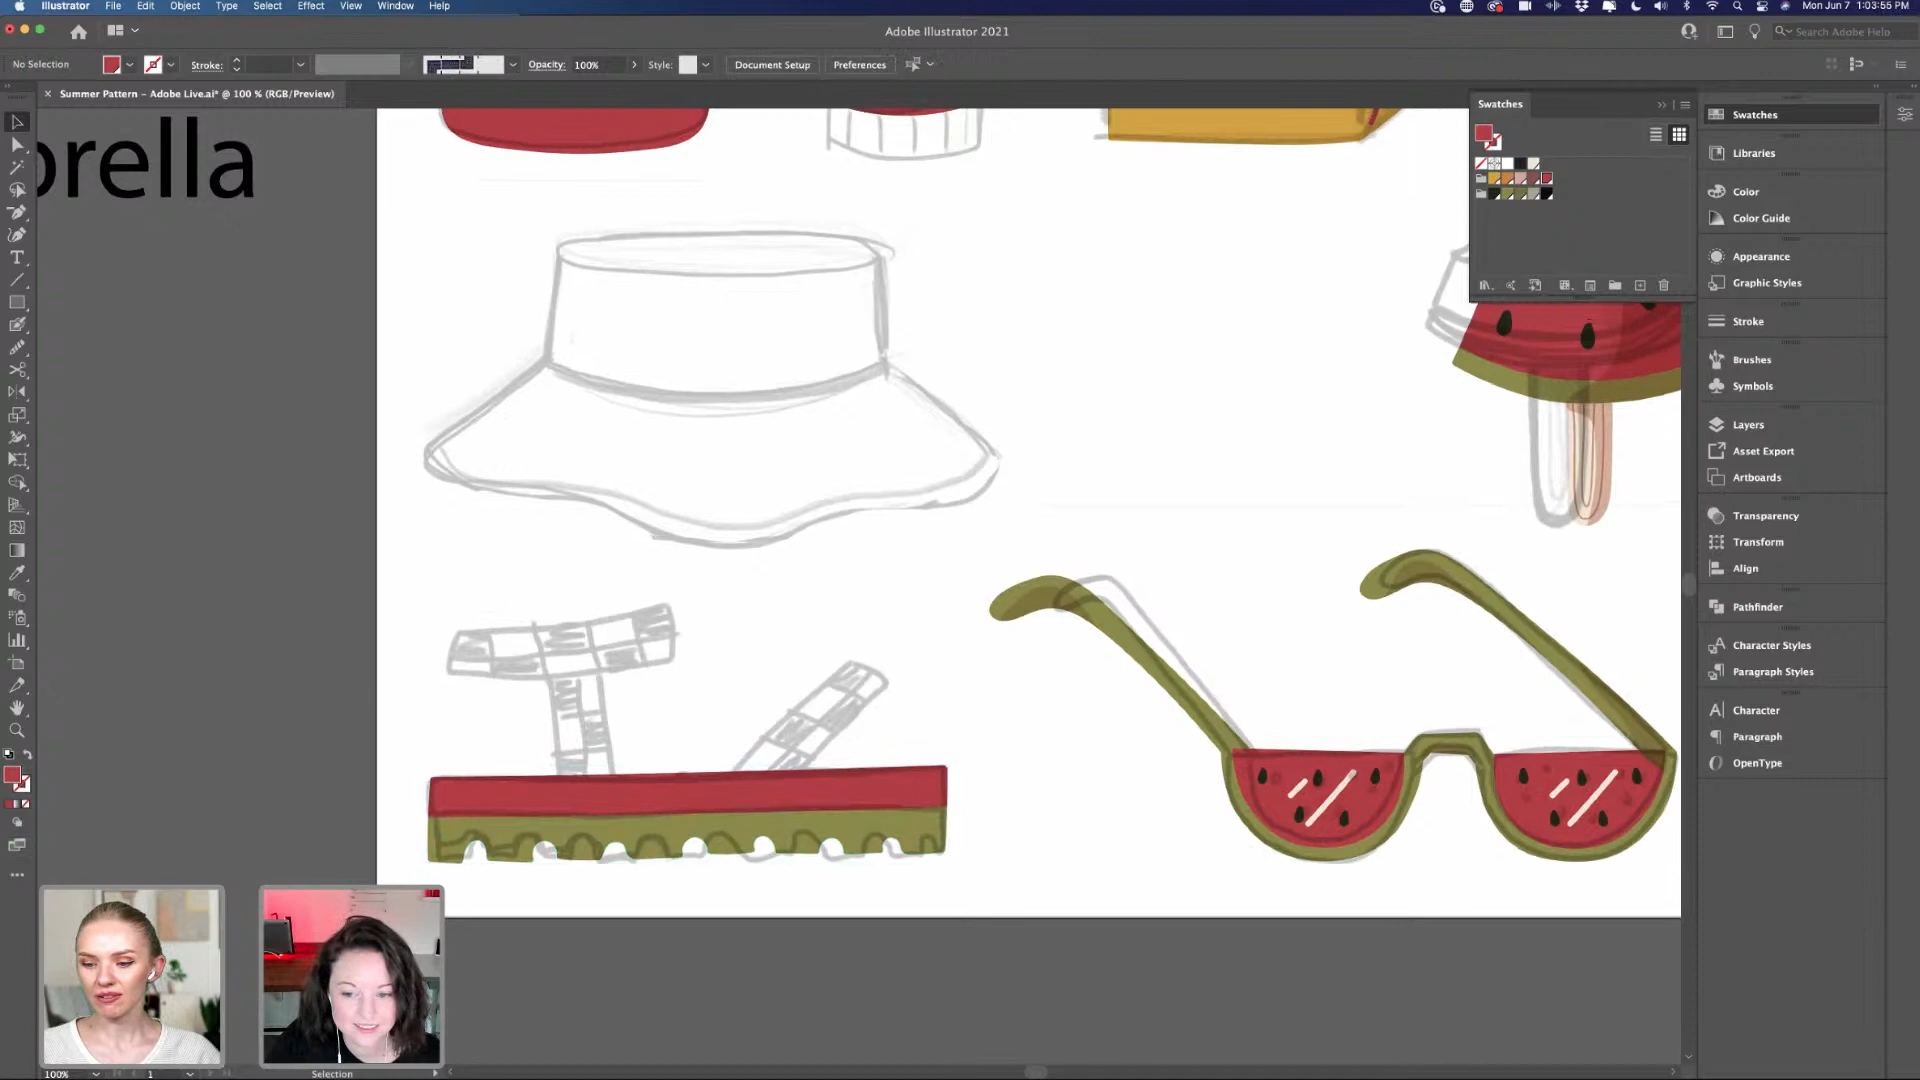 Illustrator File Edit Object Type Select Effect View Window Help
Mon Jun 7 1:03:55 PM
Adobe Illustrator 2021
Search Adobe Help
No Selection
Stroke:
Opacity: 100%
Style:
Document Setup
Preferences
× Summer Pattern – Adobe Live.ai* @ 100 % (RGB/Preview)
orella
Swatches
Swatches
Libraries
Color
Color Guide
Appearance
Graphic Styles
Stroke
Brushes
Symbols
Layers
Asset Export
Artboards
Transparency
Transform
Align
Pathfinder
Character Styles
Paragraph Styles
Character
Paragraph
OpenType
100%
1
Selection